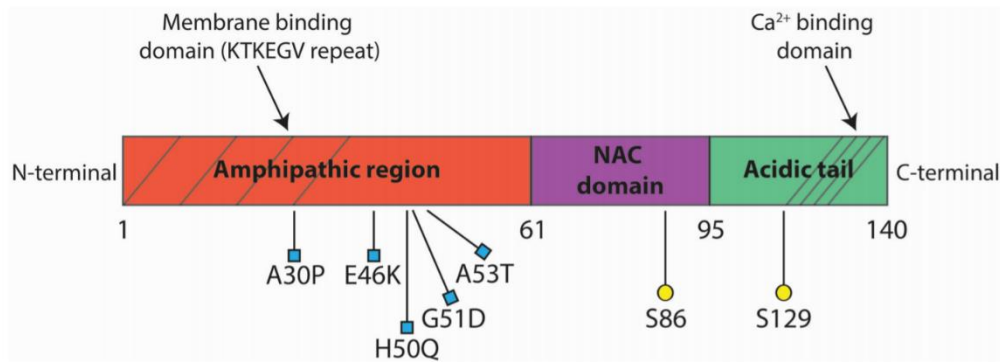 Membrane binding
domain (KTKEGV repeat)
Ca²⁺ binding
domain
N-terminal
Amphipathic region
NAC
domain
Acidic tail
C-terminal
1
61
95
140
A30P
E46K
A53T
G51D
H50Q
S86
S129